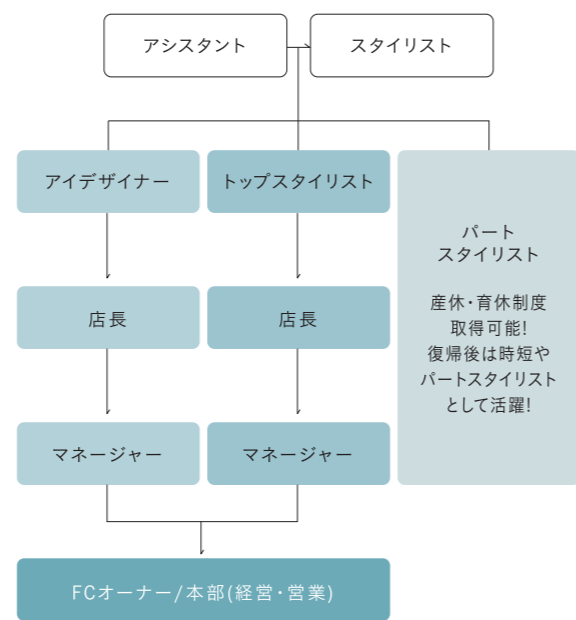 アシスタント
スタイリスト
アイデザイナー
トップスタイリスト
パート
スタイリスト
産休・育休制度
取得可能!
復帰後は時短や
パートスタイリスト
として活躍!
店長
店長
マネージャー
マネージャー
FCオーナー/本部(経営・営業)